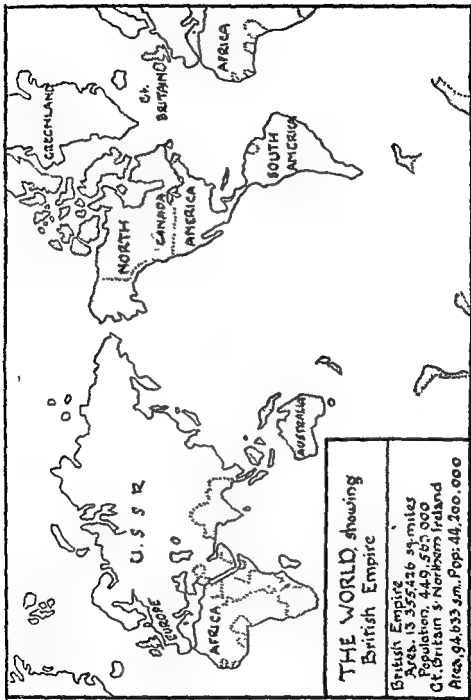 GREENLAND
Gt.
BRITAIN
AFRICA
NORTH
CANADA
AMERICA
SOUTH
AMERICA
U.S.S.R
EUROPE
AFRICA
AUSTRALIA
THE WORLD, showing
British Empire
British Empire
Area. 13 355,426 sq. miles
Population, 449,567,000
Gt. Britain & Northern Ireland
Area, 94,633 sm. Pop: 44,200.000